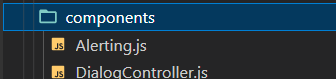 components
JS Alerting.js
JS DialogController.js